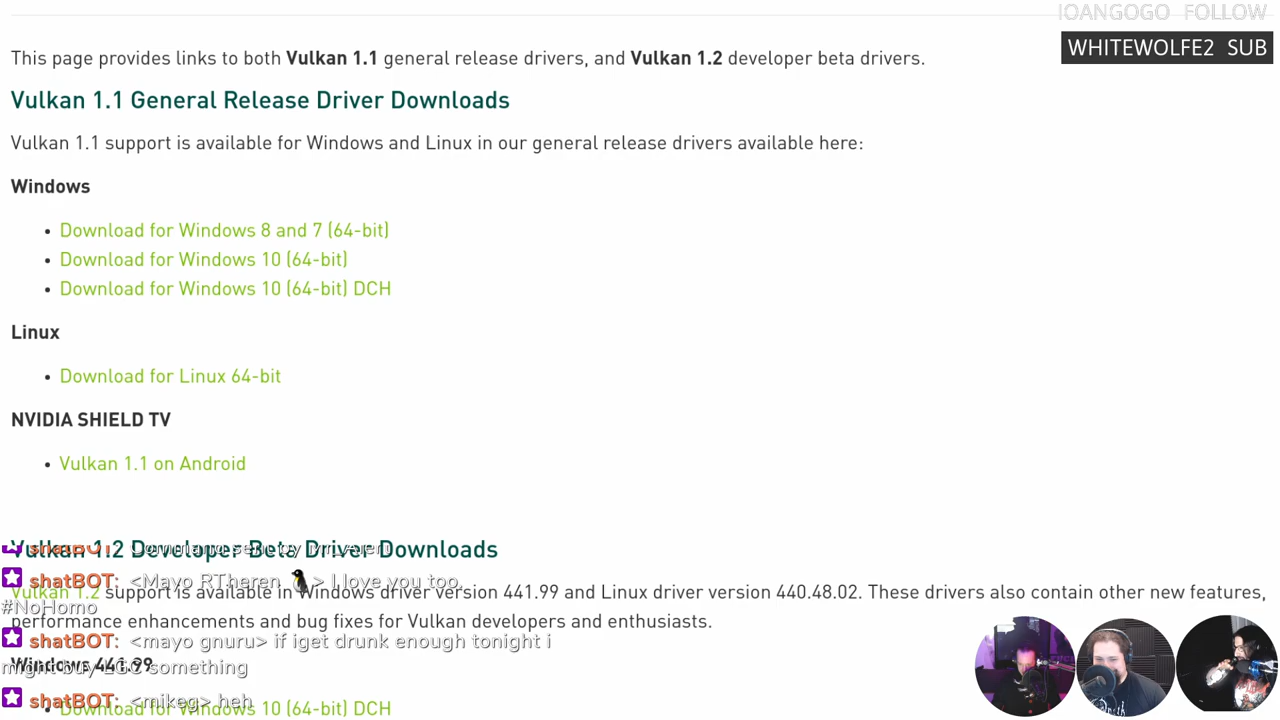 IOANGOGO FOLLOW
WHITEWOLFE2 SUB
This page provides links to both Vulkan 1.1 general release drivers, and Vulkan 1.2 developer beta drivers.
Vulkan 1.1 General Release Driver Downloads
Vulkan 1.1 support is available for Windows and Linux in our general release drivers available here:
Windows
• Download for Windows 8 and 7 (64-bit)
• Download for Windows 10 (64-bit)
• Download for Windows 10 (64-bit) DCH
Linux
• Download for Linux 64-bit
NVIDIA SHIELD TV
• Vulkan 1.1 on Android
Vulkan 1.2 Developer Beta Driver Downloads
shatBOT: Command sent by
shatBOT: <Mayo RTheren 🐧> I love you too.
#NoHomo
Vulkan 1.2 support is available in Windows driver version 441.99 and Linux driver version 440.48.02. These drivers also contain other new features,
performance enhancements and bug fixes for Vulkan developers and enthusiasts.
shatBOT: <mayo gnuru> if iget drunk enough tonight i
might buy EGC something
Windows 441.99
shatBOT: <mikeg> heh
• Download for Windows 10 (64-bit) DCH